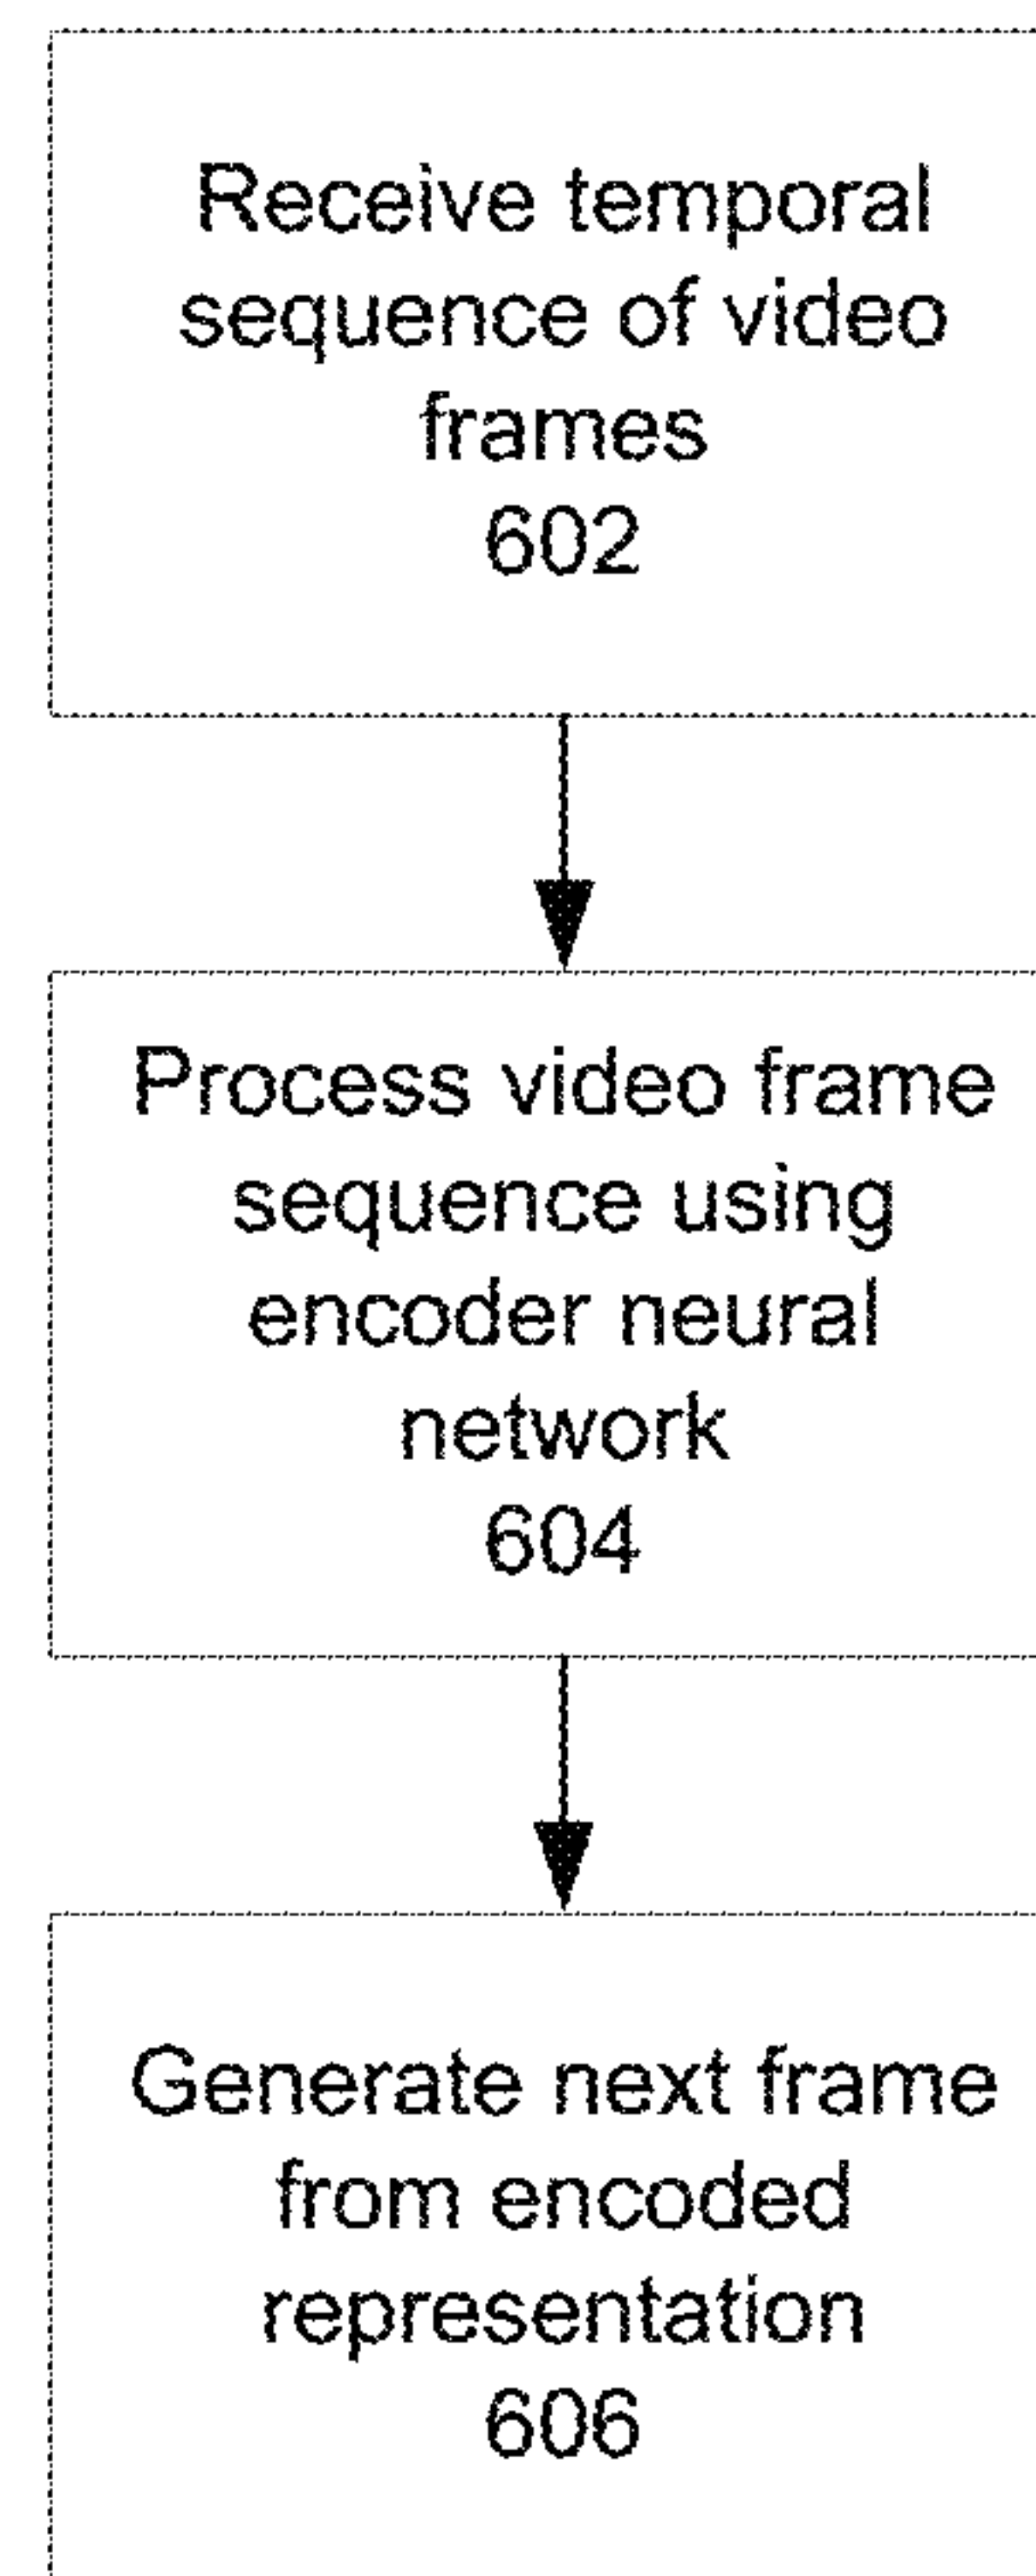 Receive temporal
sequence of video
frames
602
Process video frame
sequence using
encoder neural
network
604
Generate next frame
from encoded
representation
606